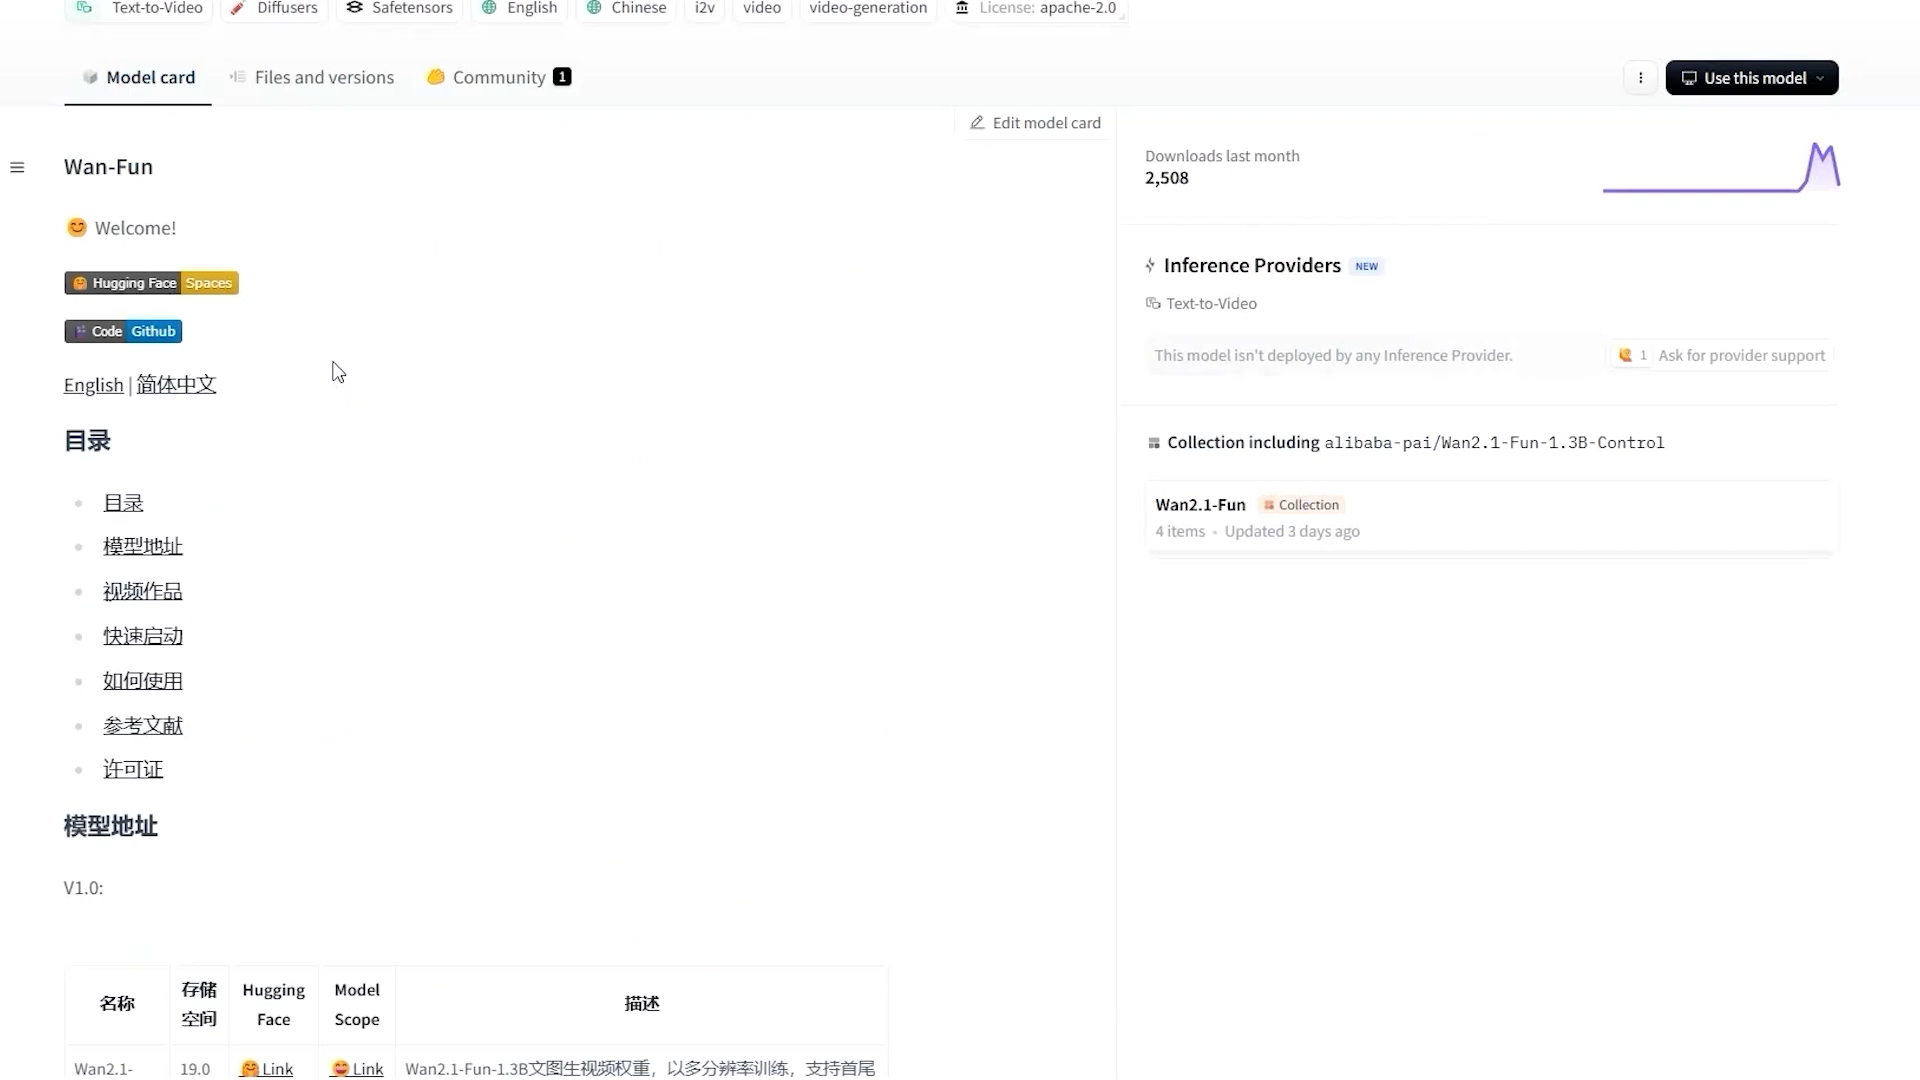 Text-to-Video Diffusers Safetensors English Chinese i2v video video-generation License: apache-2.0
Model card Files and versions Community 1
Use this model
Edit model card
Wan-Fun
😊 Welcome!
Hugging Face Spaces
Code Github
English | 简体中文
目录
目录
模型地址
视频作品
快速启动
如何使用
参考文献
许可证
模型地址
V1.0:
名称 存储空间 Hugging Face Model Scope 描述
Wan2.1- 19.0 🤗 Link 😄 Link Wan2.1-Fun-1.3B文图生视频权重，以多分辨率训练，支持首尾
Downloads last month
2,508
Inference Providers NEW
Text-to-Video
This model isn't deployed by any Inference Provider.
1 Ask for provider support
Collection including alibaba-pai/Wan2.1-Fun-1.3B-Control
Wan2.1-Fun Collection
4 items • Updated 3 days ago